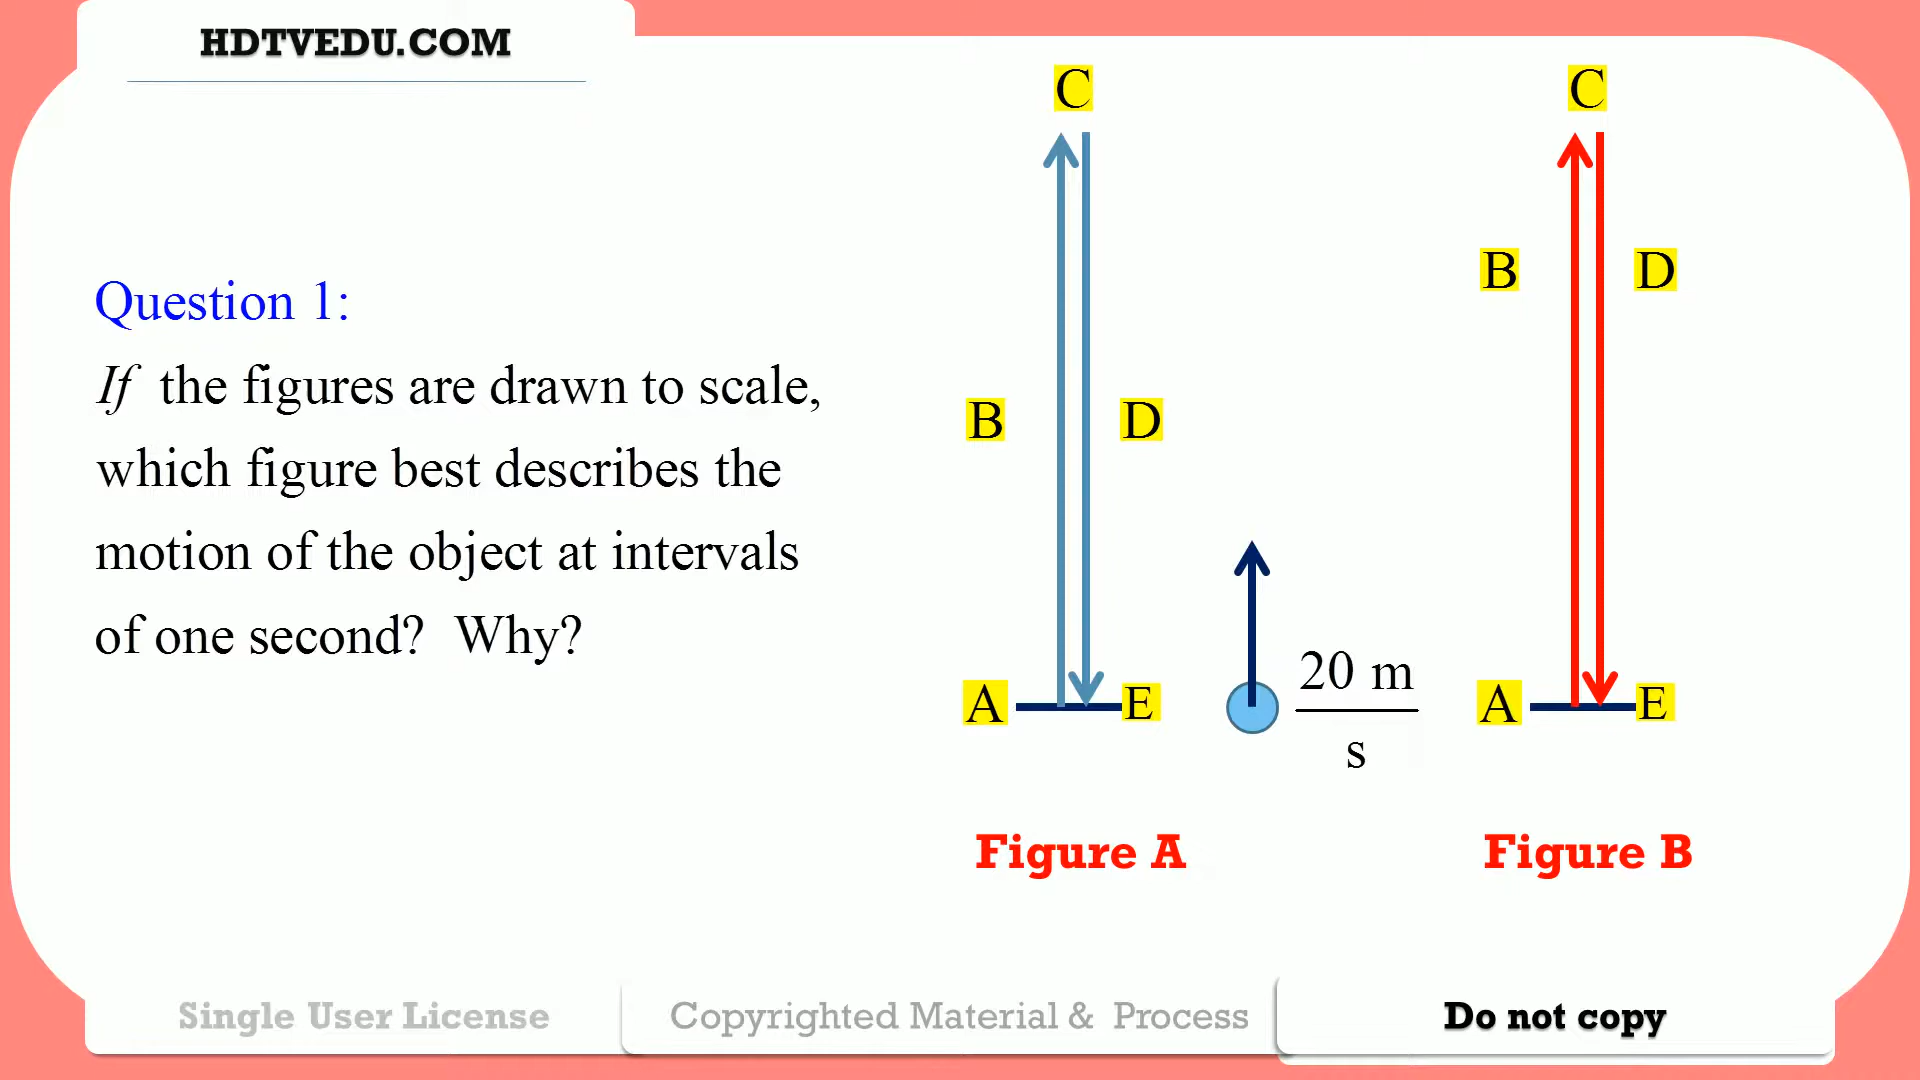 HDTVEDU.COM
Question 1:
If the figures are drawn to scale,
which figure best describes the
motion of the object at intervals
of one second? Why?
C
B
D
A
E
Figure A
20 m
s
C
B
D
A
E
Figure B
Single User License
Copyrighted Material & Process
Do not copy